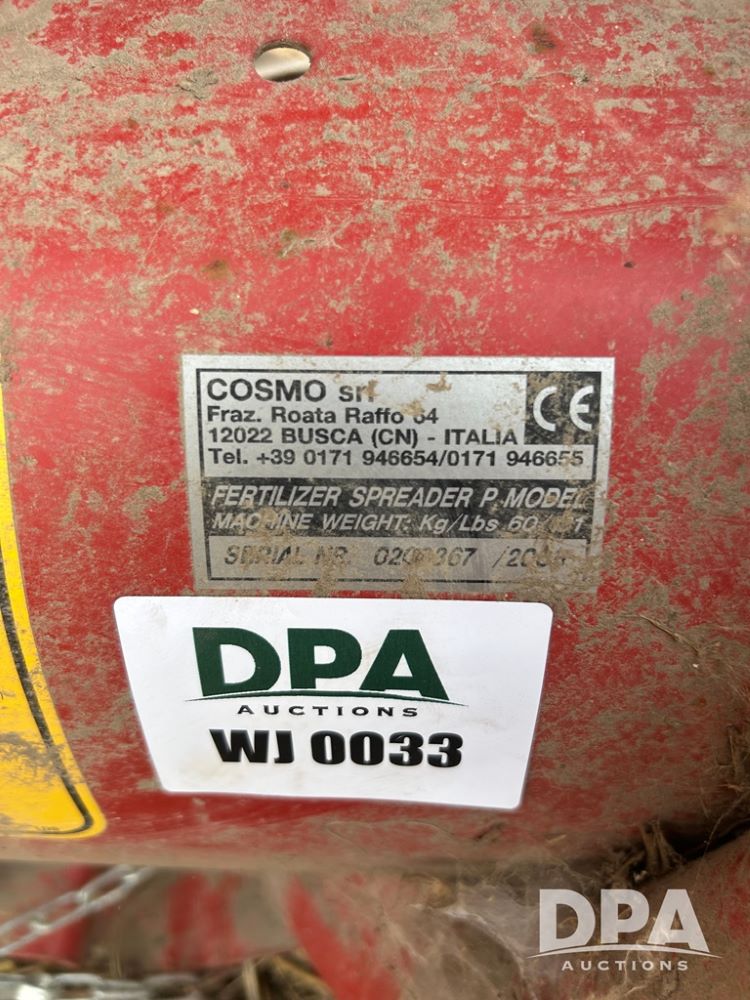 COSMO srl
Fraz. Roata Raffo 64
12022 BUSCA (CN) - ITALIA
Tel. +39 0171 946654/0171 946655
CE
FERTILIZER SPREADER P MODEL
MACHINE WEIGHT: Kg/Lbs
SERIAL NR.
DPA
AUCTIONS
WJ 0033
DPA
AUCTIONS